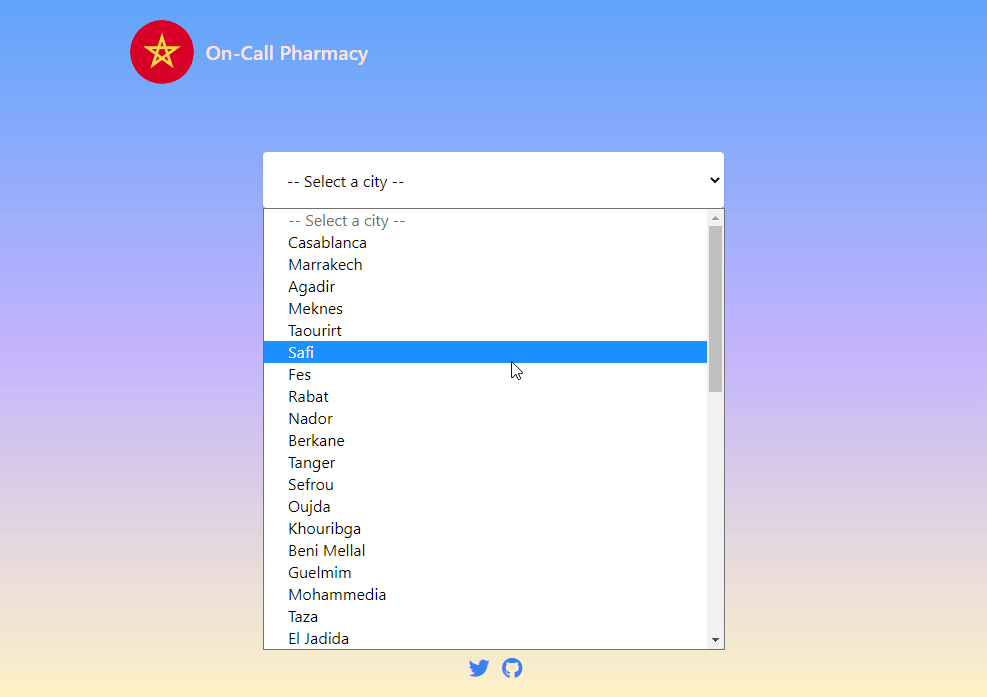 On-Call Pharmacy
-- Select a city --
-- Select a city --
Casablanca
Marrakech
Agadir
Meknes
Taourirt
Safi
Fes
Rabat
Nador
Berkane
Tanger
Sefrou
Oujda
Khouribga
Beni Mellal
Guelmim
Mohammedia
Taza
El Jadida